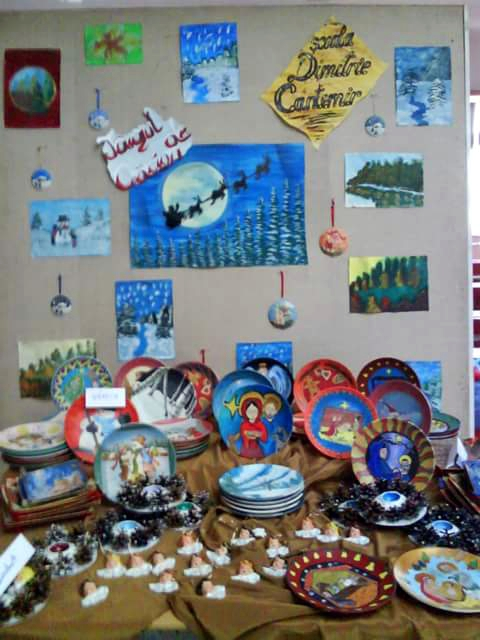 școala
Dimitrie
Cantemir
Târgul de
Crăciun